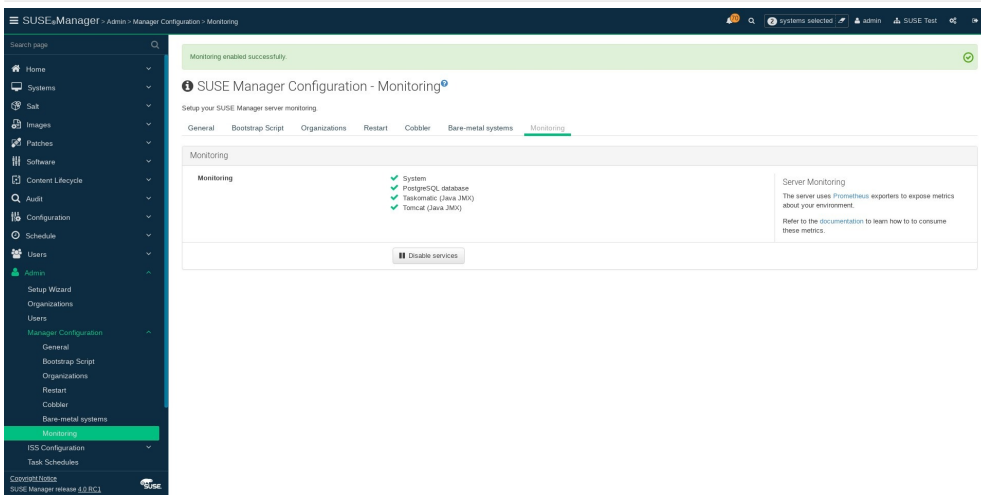 SUSE®Manager > Admin > Manager Configuration > Monitoring
2 systems selected admin SUSE Test
Search page
Home
Systems
Salt
Images
Patches
Software
Content Lifecycle
Audit
Configuration
Schedule
Users
Admin
Setup Wizard
Organizations
Users
Manager Configuration
General
Bootstrap Script
Organizations
Restart
Cobbler
Bare-metal systems
Monitoring
ISS Configuration
Task Schedules
Copyright Notice
SUSE Manager release 4.0 RC1
SUSE.
Monitoring enabled successfully.
SUSE Manager Configuration - Monitoring
Setup your SUSE Manager server monitoring.
General Bootstrap Script Organizations Restart Cobbler Bare-metal systems Monitoring
Monitoring
Monitoring
System
PostgreSQL database
Taskomatic (Java JMX)
Tomcat (Java JMX)
Server Monitoring
The server uses Prometheus exporters to expose metrics
about your environment.
Refer to the documentation to learn how to to consume
these metrics.
Disable services